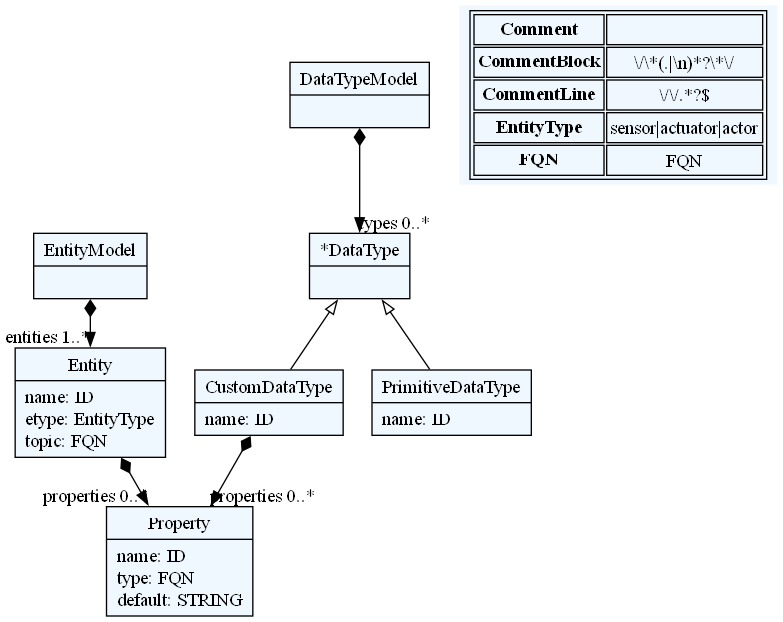 Comment
CommentBlock \/\*(.|\n)*?\*\/
CommentLine \/\/.*?$
EntityType sensor|actuator|actor
FQN FQN
DataTypeModel
types 0..*
*DataType
EntityModel
entities 1..*
Entity
name: ID
etype: EntityType
topic: FQN
CustomDataType
name: ID
PrimitiveDataType
name: ID
properties 0..*
properties 0..*
Property
name: ID
type: FQN
default: STRING